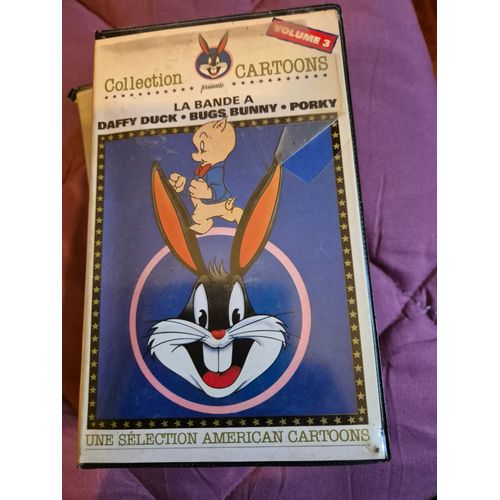 VOLUME 3
Collection
présente
CARTOONS
LA BANDE A
DAFFY DUCK • BUGS BUNNY • PORKY
UNE SÉLECTION AMERICAN CARTOONS